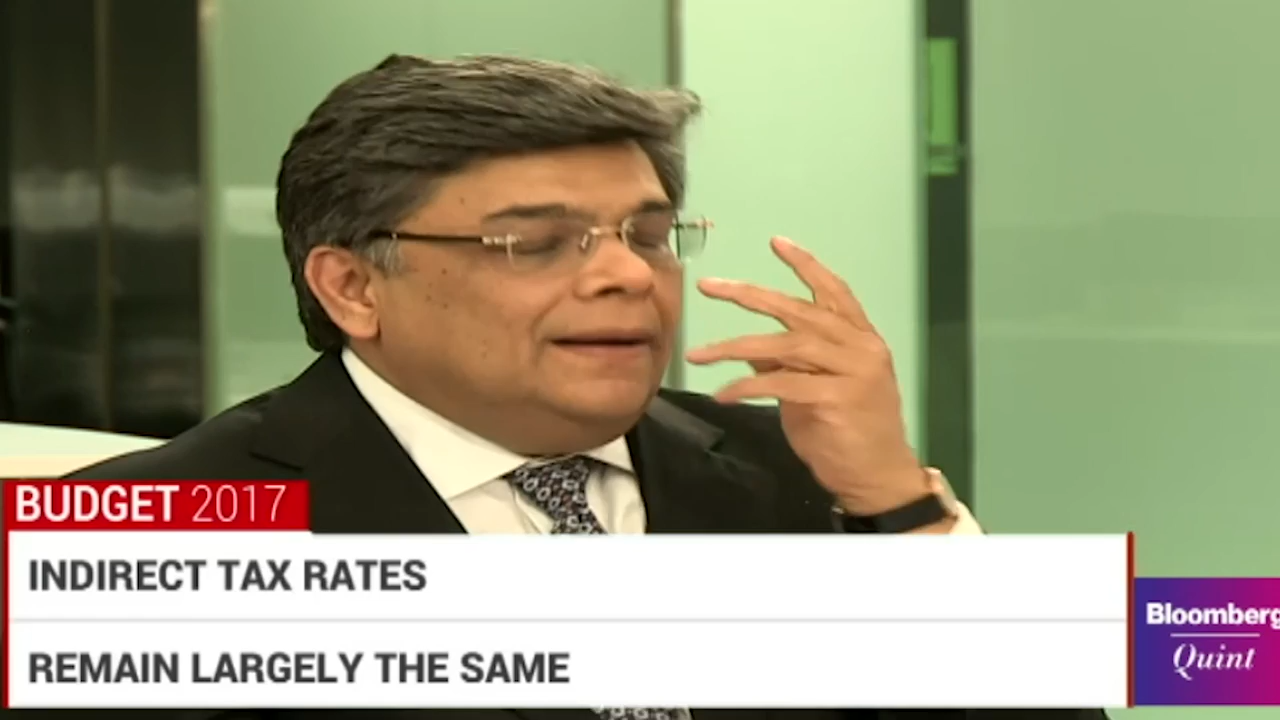 BUDGET 2017
INDIRECT TAX RATES
REMAIN LARGELY THE SAME
Bloomberg
Quint